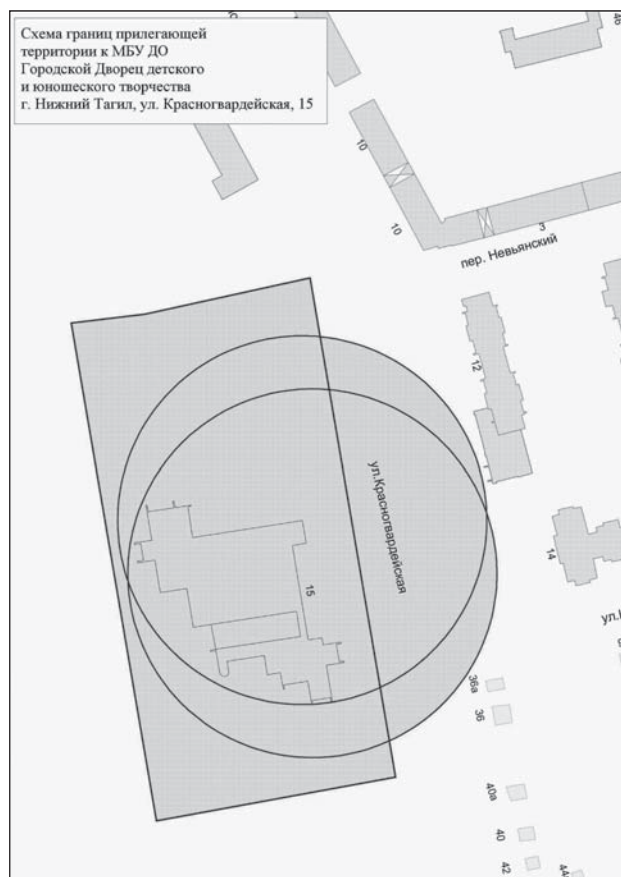 Схема границ прилегающей
территории к МБУ ДО
Городской Дворец детского
и юношеского творчества
г. Нижний Тагил, ул. Красногвардейская, 15
46
10
10
3
пер. Невьянский
12
ул.Красногвардейская
14
15
36а
36
40а
40
42